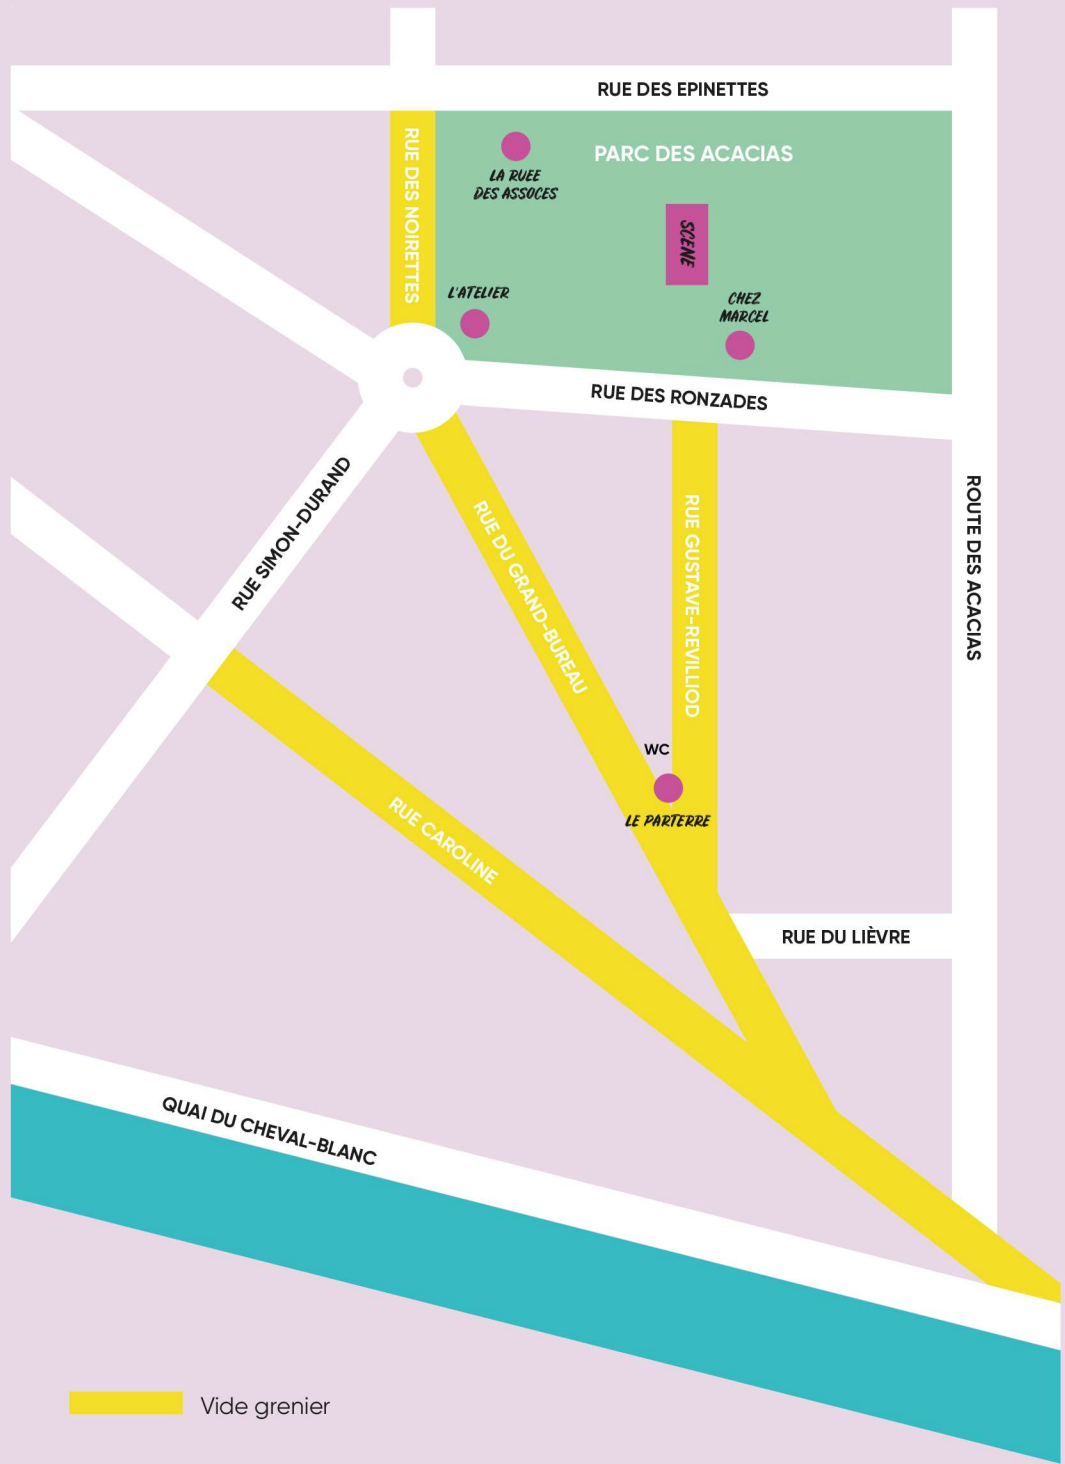 RUE DES EPINETTES
RUE DES NOIRETTES
PARC DES ACACIAS
LA RUEE
DES ASSOCES
SCENE
L'ATELIER
CHEZ
MARCEL
RUE DES RONZADES
RUE SIMON-DURAND
ROUTE DES ACACIAS
RUE DU GRAND-BUREAU
RUE GUSTAVE-REVILLIOD
WC
LE PARTERRE
RUE CAROLINE
RUE DU LIÈVRE
QUAI DU CHEVAL-BLANC
Vide grenier